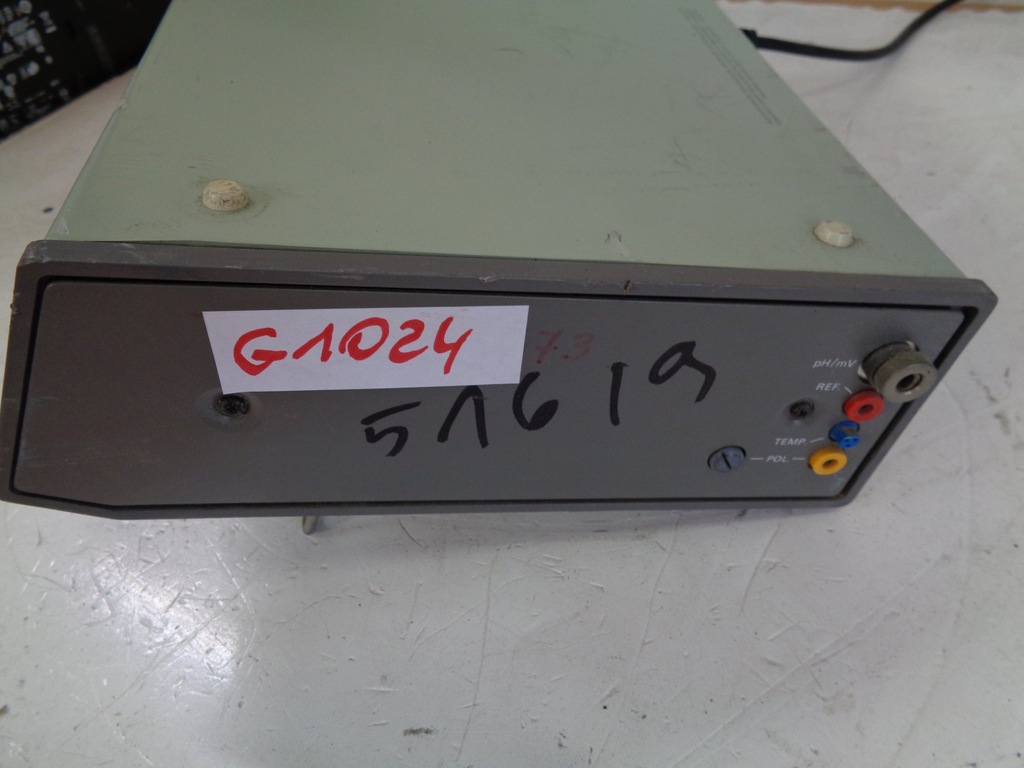 G1024
73
51619
pH/mV
REF.
TEMP.
POL.